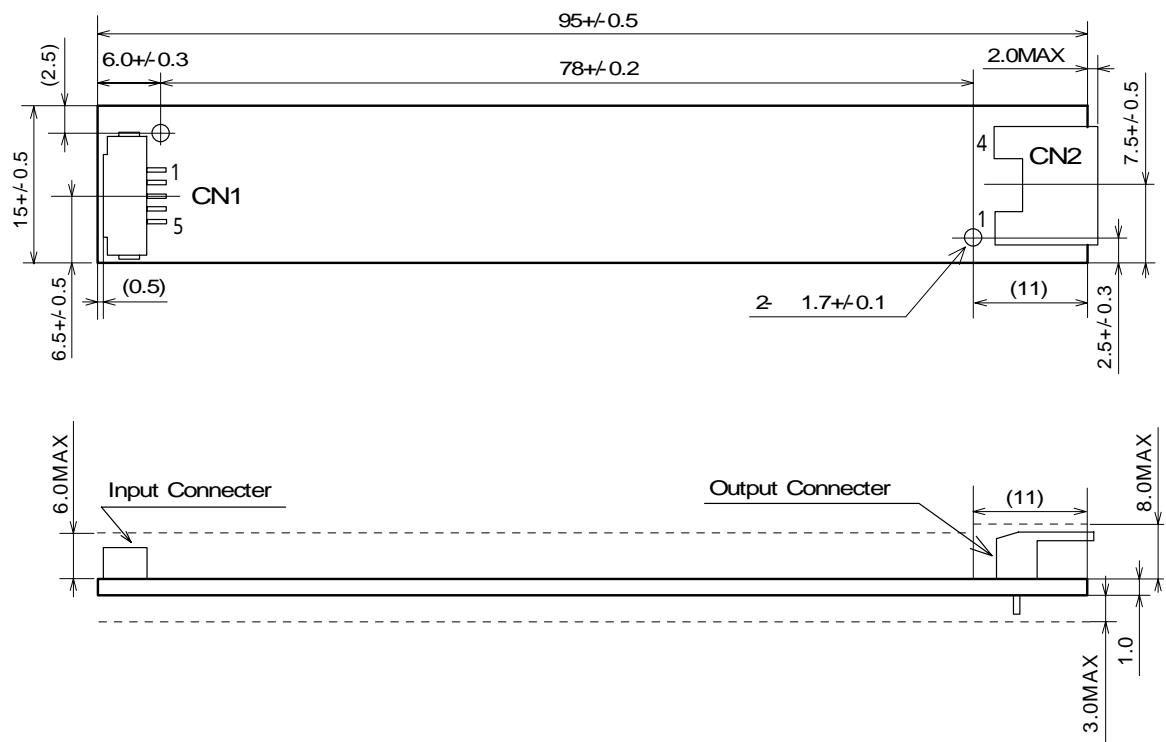 95+/-0.5
(2.5)
6.0+/-0.3
78+/-0.2
2.0MAX
15+/-0.5
1
CN1
5
4
CN2
1
7.5+/-0.5
6.5+/-0.5
(0.5)
2- 1.7+/-0.1
(11)
2.5+/-0.3
6.0MAX
Input Connecter
Output Connecter
(11)
8.0MAX
1.0
3.0MAX